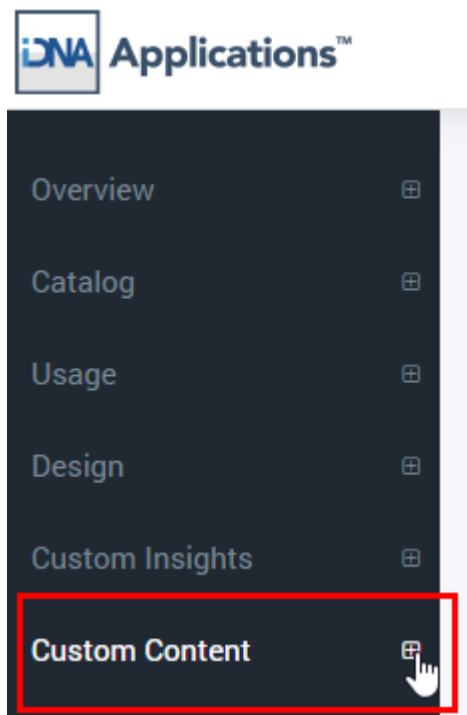 iDNA Applications™
Overview
Catalog
Usage
Design
Custom Insights
Custom Content